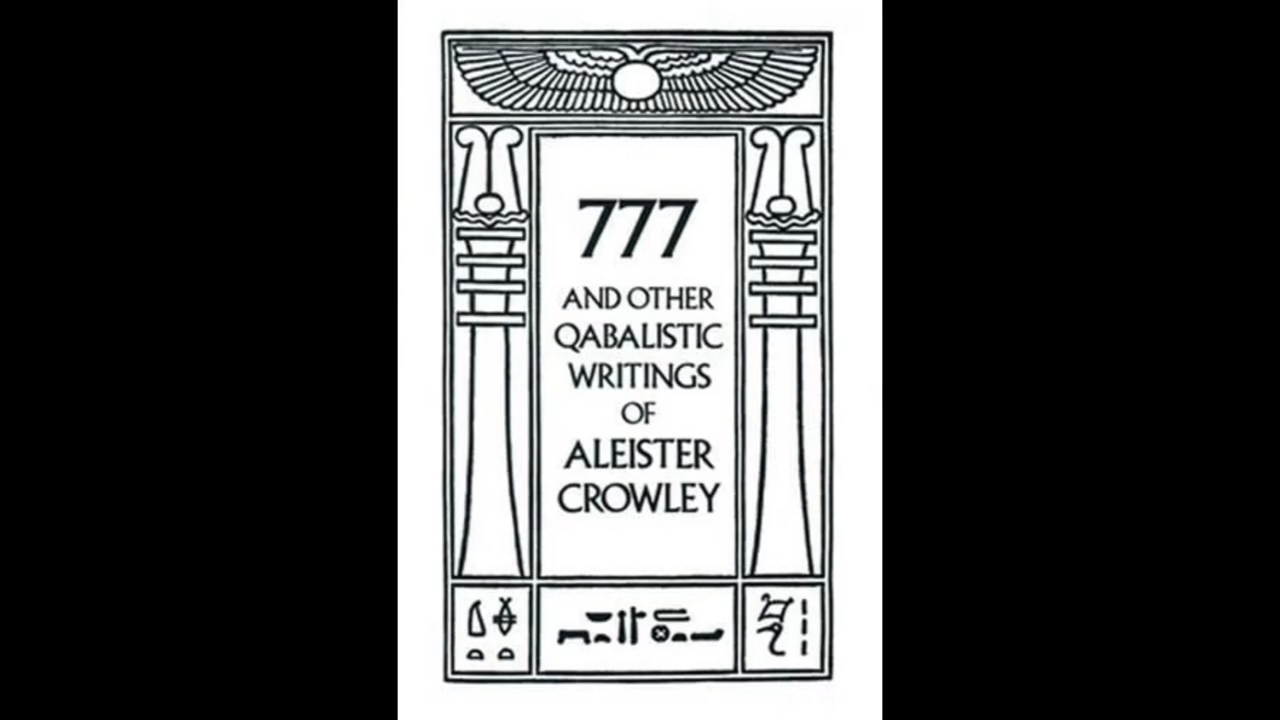 777
AND OTHER
QABALISTIC
WRITINGS
OF
ALEISTER
CROWLEY